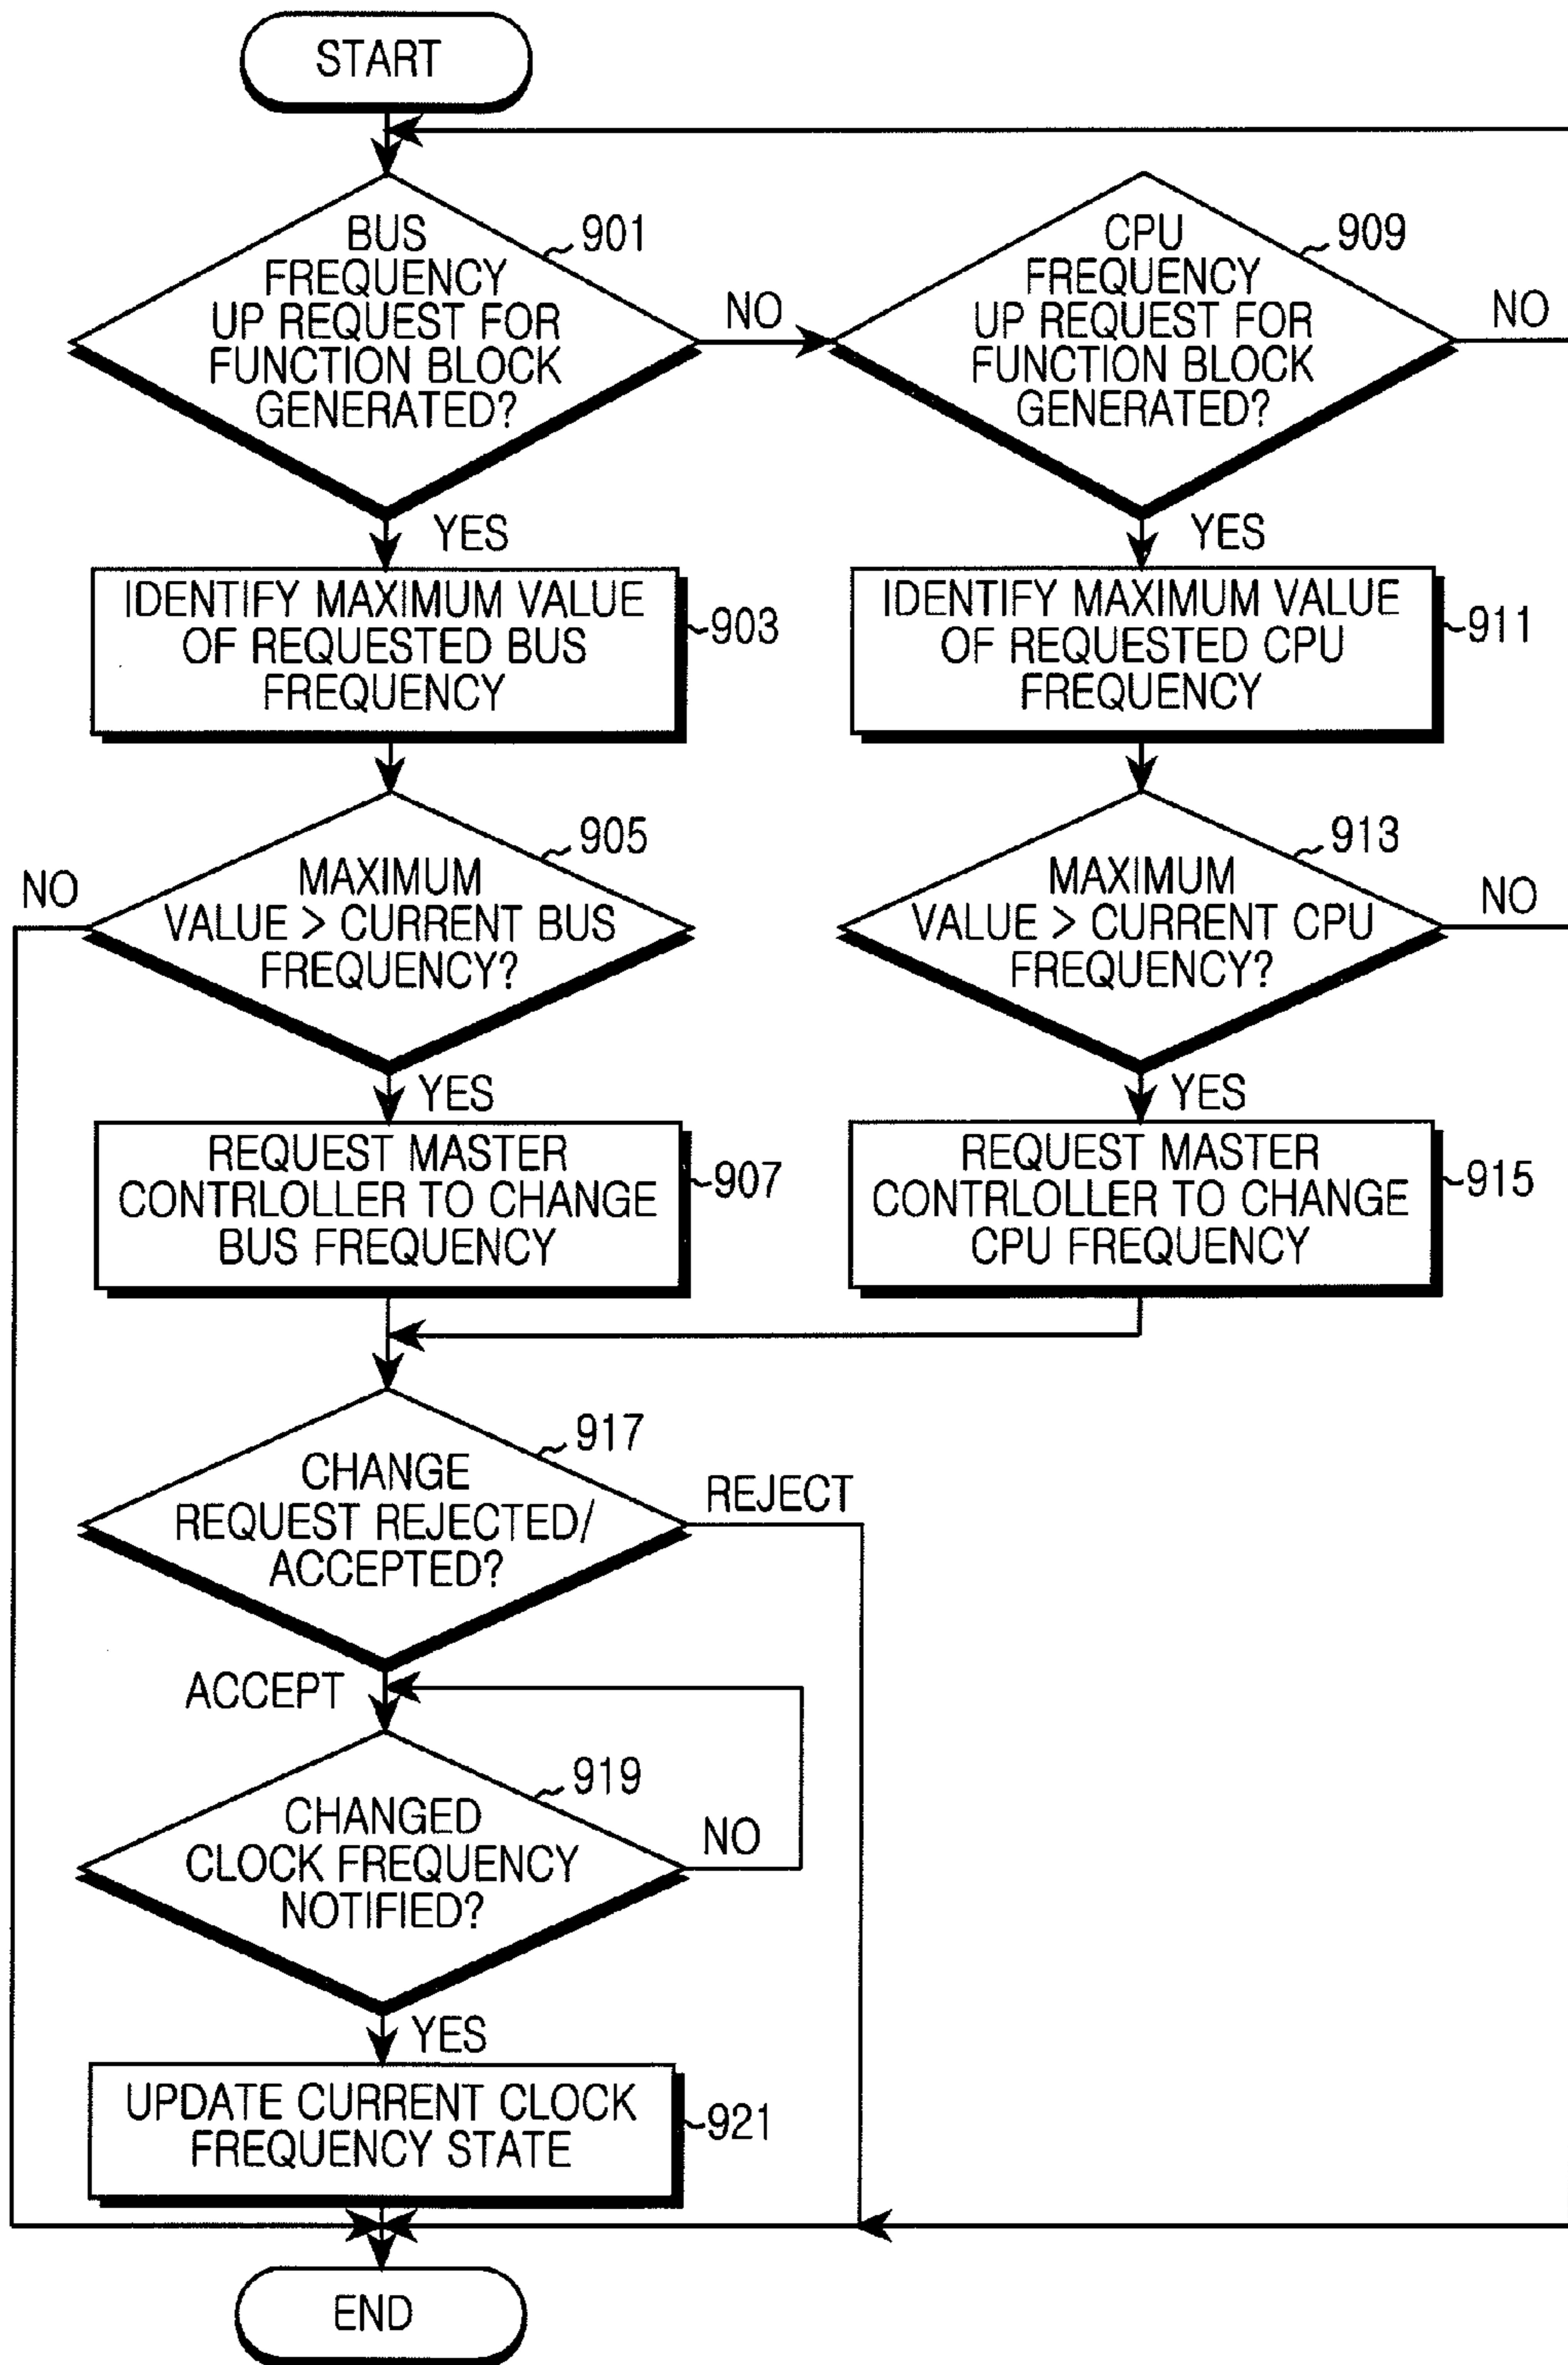 START
BUS
FREQUENCY
UP REQUEST FOR
FUNCTION BLOCK
GENERATED?
901
NO
YES
CPU
FREQUENCY
UP REQUEST FOR
FUNCTION BLOCK
GENERATED?
909
NO
YES
IDENTIFY MAXIMUM VALUE
OF REQUESTED BUS
FREQUENCY
903
IDENTIFY MAXIMUM VALUE
OF REQUESTED CPU
FREQUENCY
911
NO
MAXIMUM
VALUE > CURRENT BUS
FREQUENCY?
905
YES
MAXIMUM
VALUE > CURRENT CPU
FREQUENCY?
913
NO
YES
REQUEST MASTER
CONTRLOLLER TO CHANGE
BUS FREQUENCY
907
REQUEST MASTER
CONTRLOLLER TO CHANGE
CPU FREQUENCY
915
CHANGE
REQUEST REJECTED/
ACCEPTED?
917
REJECT
ACCEPT
CHANGED
CLOCK FREQUENCY
NOTIFIED?
919
NO
YES
UPDATE CURRENT CLOCK
FREQUENCY STATE
921
END